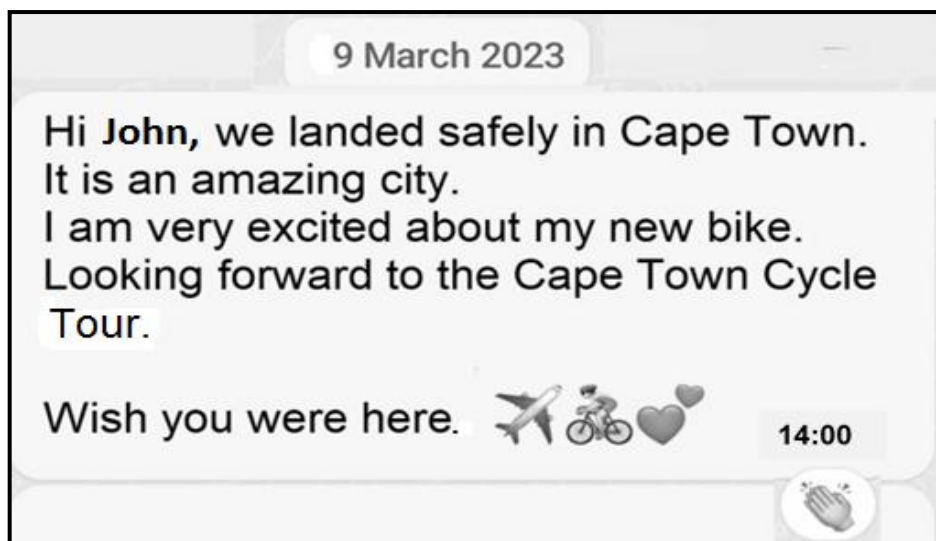 9 March 2023
Hi John, we landed safely in Cape Town.
It is an amazing city.
I am very excited about my new bike.
Looking forward to the Cape Town Cycle
Tour.
Wish you were here.
14:00